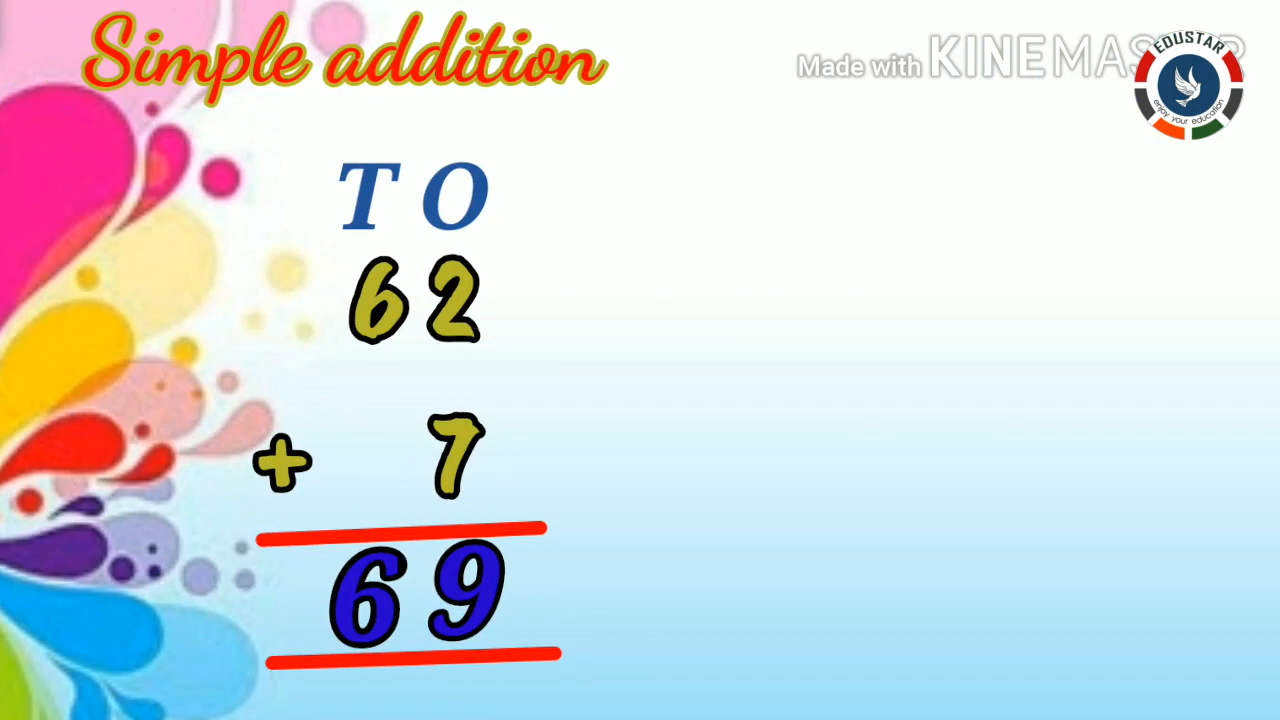 Simple addition
Made with KINEMAS
EDUSTAR
enjoy your education
T O
6 2
+ 7
6 9